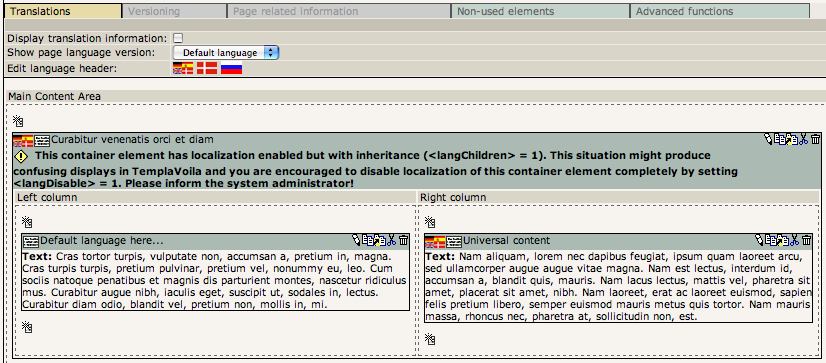 Translations Versioning Page related information Non-used elements Advanced functions
Display translation information:
Show page language version: Default language
Edit language header:
Main Content Area
Curabitur venenatis orci et diam
This container element has localization enabled but with inheritance (<langChildren> = 1). This situation might produce
confusing displays in TemplaVoila and you are encouraged to disable localization of this container element completely by setting
<langDisable> = 1. Please inform the system administrator!
Left column
Default language here...
Text: Cras tortor turpis, vulputate non, accumsan a, pretium in, magna.
Cras turpis turpis, pretium pulvinar, pretium vel, nonummy eu, leo. Cum
sociis natoque penatibus et magnis dis parturient montes, nascetur ridiculus
mus. Curabitur augue nibh, iaculis eget, suscipit ut, sodales in, lectus.
Curabitur diam odio, blandit vel, pretium non, mollis in, mi.
Right column
Universal content
Text: Nam aliquam, lorem nec dapibus feugiat, ipsum quam laoreet arcu,
sed ullamcorper augue augue vitae magna. Nam est lectus, interdum id,
accumsan a, blandit quis, mauris. Nam lacus lectus, mattis vel, pharetra sit
amet, placerat sit amet, nibh. Nam laoreet, erat ac laoreet euismod, sapien
felis pretium libero, semper euismod mauris metus quis tortor. Nam mauris
massa, rhoncus nec, pharetra at, sollicitudin non, est.